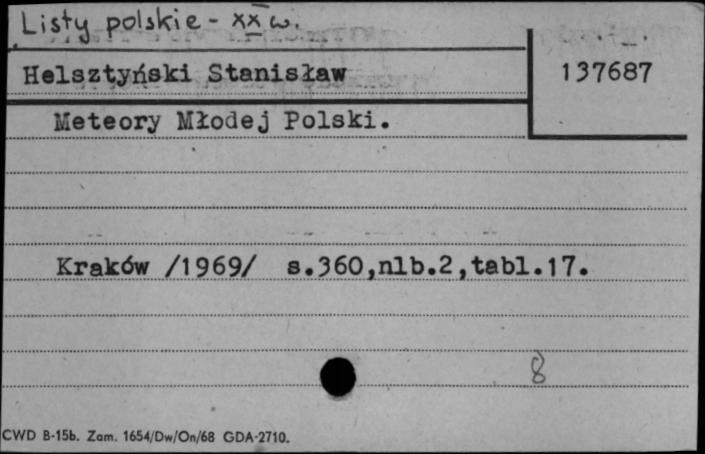 Listy polskie - XX w.
Helsztyński Stanisław
137687
Meteory Młodej Polski.
Kraków /1969/ s.360,nlb.2,tabl.17.
8
CWD B-15b. Zam. 1654/Dw/On/68 GDA-2710.